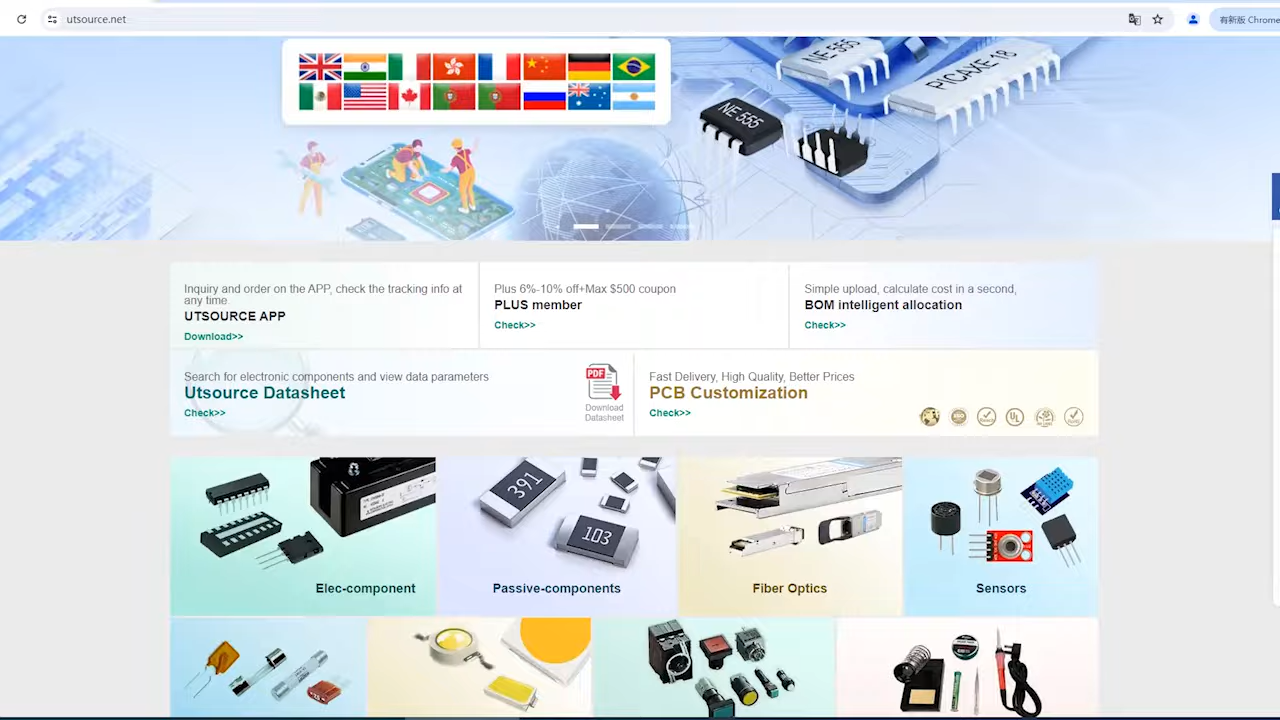 utsource.net
有新版 Chrome
NE 555
PICAXE-18
NE 555
Inquiry and order on the APP, check the tracking info at
any time
UTSOURCE APP
Download>>
Plus 6%-10% off+Max $500 coupon
PLUS member
Check>>
Simple upload, calculate cost in a second,
BOM intelligent allocation
Check>>
Search for electronic components and view data parameters
Utsource Datasheet
Check>>
PDF
Download
Datasheet
Fast Delivery, High Quality, Better Prices
PCB Customization
Check>>
UL
391
103
Elec-component
Passive-components
Fiber Optics
Sensors